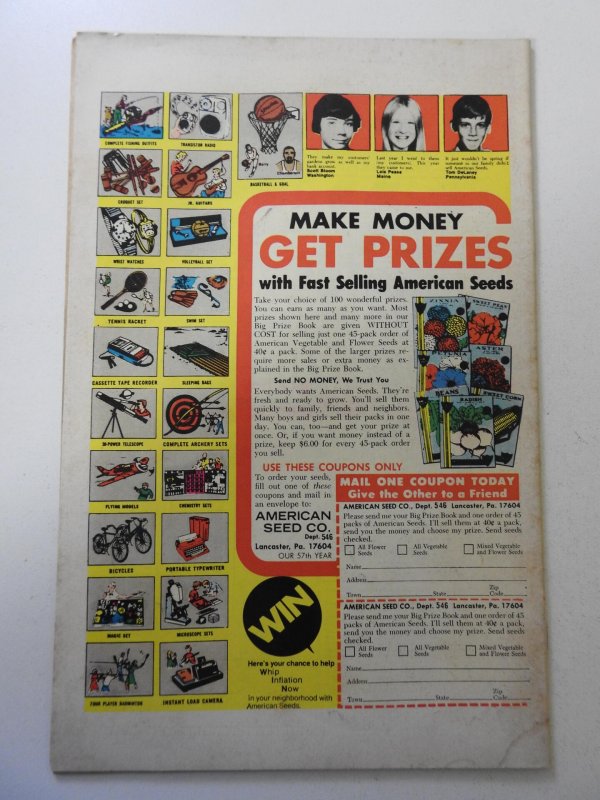 COMPLETE FISHING OUTFITS
TRANSISTOR RADIO
CROQUET SET
JR. GUITARS
WRIST WATCHES
VOLLEYBALL SET
TENNIS RACKET
SWIM SET
CASSETTE TAPE RECORDER
SLEEPING BAGS
30-POWER TELESCOPE
COMPLETE ARCHERY SETS
FLYING MODELS
CHEMISTRY SETS
BICYCLES
PORTABLE TYPEWRITER
MAGIC SET
MICROSCOPE SETS
FOUR PLAYER BADMINTON
INSTANT LOAD CAMERA
BASKETBALL & GOAL
They make my customers'
gardens grow as well as my
bank account.
Scott Bloom
Washington
Last year I went to them
(my customers). This year
they came to me.
Lois Pease
Maine
It just wouldn't be spring if
someone in our family didn't
sell American Seeds.
Tom DeLaney
Pennsylvania
MAKE MONEY
GET PRIZES
with Fast Selling American Seeds
Take your choice of 100 wonderful prizes.
You can earn as many as you want. Most
prizes shown here and many more in our
Big Prize Book are given WITHOUT
COST for selling just one 45-pack order of
American Vegetable and Flower Seeds at
40¢ a pack. Some of the larger prizes re-
quire more sales or extra money as ex-
plained in the Big Prize Book.
Send NO MONEY, We Trust You
Everybody wants American Seeds. They're
fresh and ready to grow. You'll sell them
quickly to family, friends and neighbors.
Many boys and girls sell their packs in one
day. You can, too—and get your prize at
once. Or, if you want money instead of a
prize, keep $6.00 for every 45-pack order
you sell.
ZINNIA
SWEET PEAS
PETUNIA
ASTER
BEANS
SWEET CORN
RADISH
USE THESE COUPONS ONLY
To order your seeds,
fill out one of these
coupons and mail in
an envelope to:
AMERICAN
SEED CO.
Dept. 546
Lancaster, Pa. 17604
OUR 57th YEAR
WIN
Here's your chance to help
Whip
Inflation
Now
in your neighborhood with
American Seeds.
MAIL ONE COUPON TODAY
Give the Other to a Friend
AMERICAN SEED CO., Dept. 546 Lancaster, Pa. 17604
Please send me your Big Prize Book and one order of 45
packs of American Seeds. I'll sell them at 40¢ a pack,
send you the money and choose my prize. Send seeds
checked.
All Flower Seeds
All Vegetable Seeds
Mixed Vegetable and Flower Seeds
Name
Address
Zip
Town State Code
AMERICAN SEED CO., Dept. 546 Lancaster, Pa. 17604
Please send me your Big Prize Book and one order of 45
packs of American Seeds. I'll sell them at 40¢ a pack,
send you the money and choose my prize. Send seeds
checked.
All Flower Seeds
All Vegetable Seeds
Mixed Vegetable and Flower Seeds
Name
Address
Zip
Town State Code